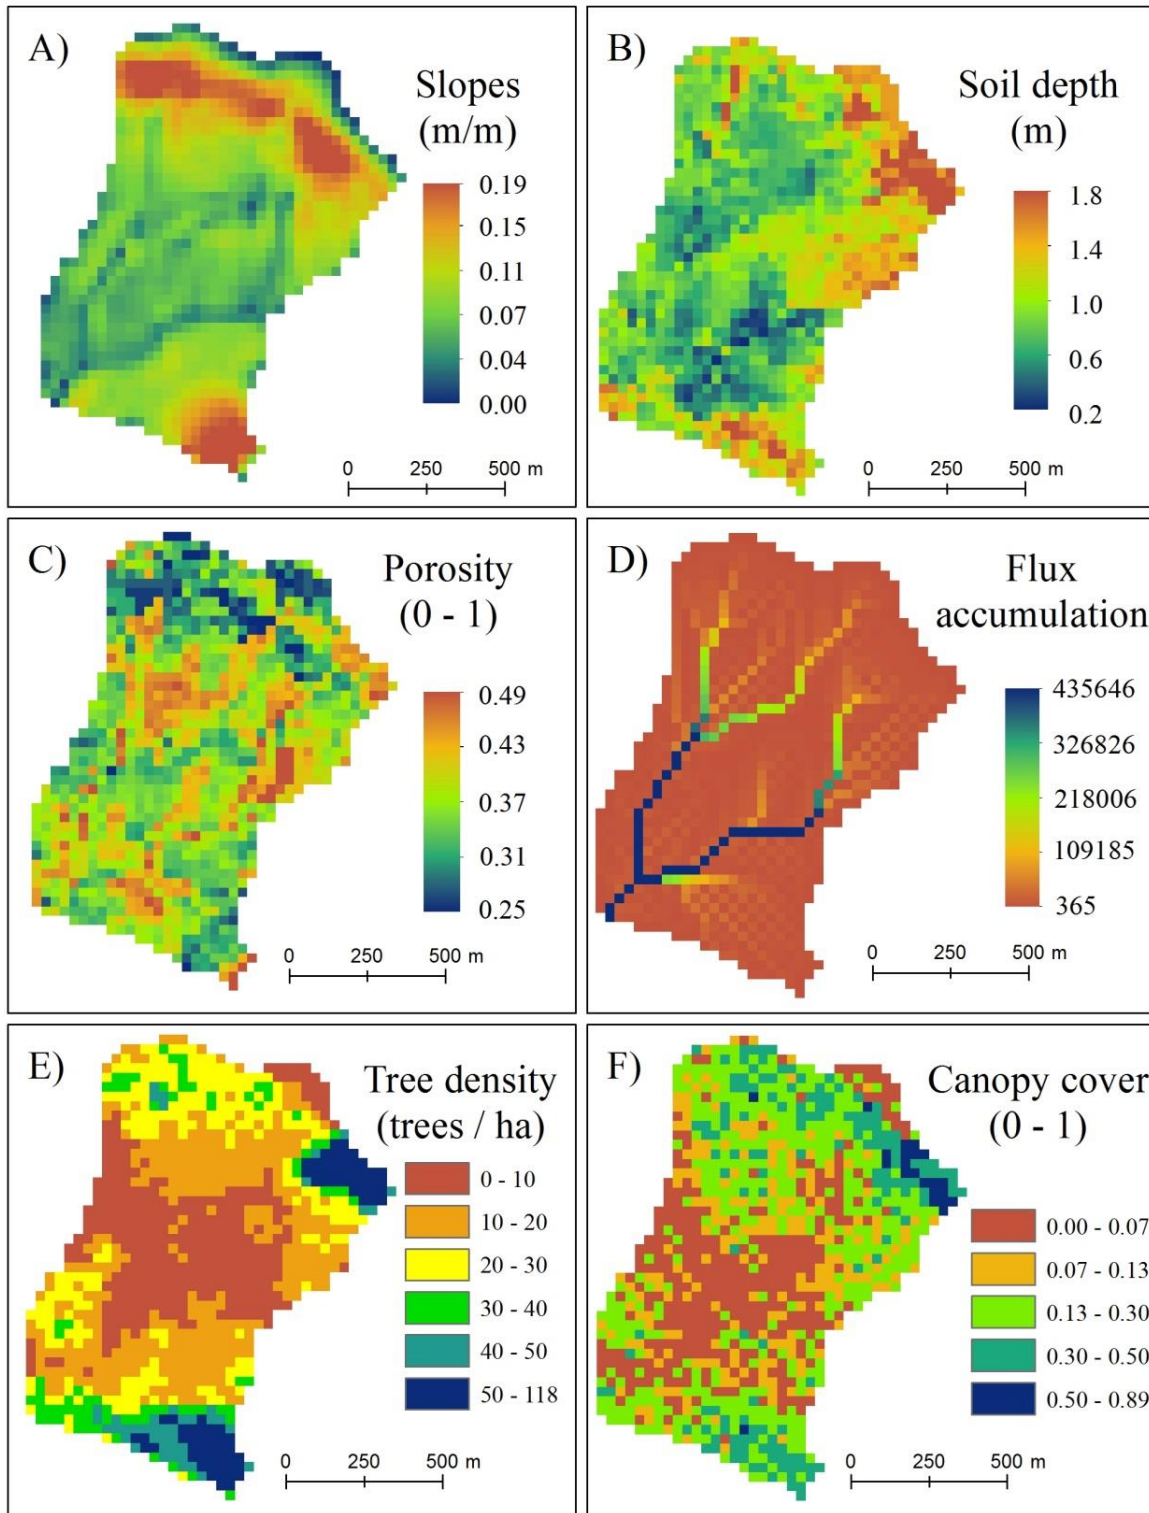 A)
Slopes
(m/m)
0.19
0.15
0.11
0.07
0.04
0.00
0 250 500 m
B)
Soil depth
(m)
1.8
1.4
1.0
0.6
0.2
0 250 500 m
C)
Porosity
(0 - 1)
0.49
0.43
0.37
0.31
0.25
0 250 500 m
D)
Flux
accumulation
435646
326826
218006
109185
365
0 250 500 m
E)
Tree density
(trees / ha)
0 - 10
10 - 20
20 - 30
30 - 40
40 - 50
50 - 118
0 250 500 m
F)
Canopy cover
(0 - 1)
0.00 - 0.07
0.07 - 0.13
0.13 - 0.30
0.30 - 0.50
0.50 - 0.89
0 250 500 m